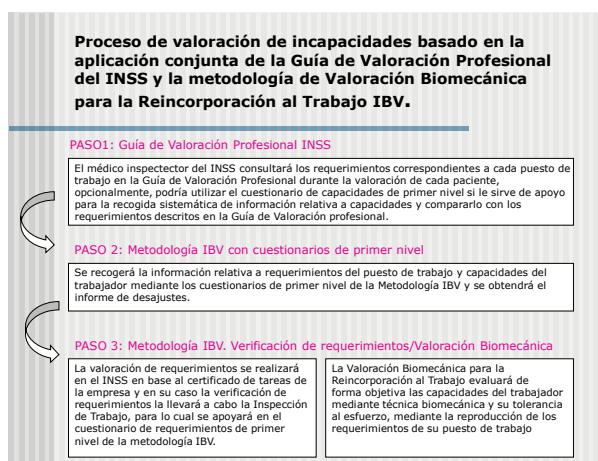 Proceso de valoración de incapacidades basado en la
aplicación conjunta de la Guía de Valoración Profesional
del INSS y la metodología de Valoración Biomecánica
para la Reincorporación al Trabajo IBV.
PASO1: Guía de Valoración Profesional INSS
El médico inspectector del INSS consultará los requerimientos correspondientes a cada puesto de
trabajo en la Guía de Valoración Profesional durante la valoración de cada paciente,
opcionalmente, podría utilizar el cuestionario de capacidades de primer nivel si le sirve de apoyo
para la recogida sistemática de información relativa a capacidades y compararlo con los
requerimientos descritos en la Guía de Valoración profesional.
PASO 2: Metodología IBV con cuestionarios de primer nivel
Se recogerá la información relativa a requerimientos del puesto de trabajo y capacidades del
trabajador mediante los cuestionarios de primer nivel de la Metodología IBV y se obtendrá el
informe de desajustes.
PASO 3: Metodología IBV. Verificación de requerimientos/Valoración Biomecánica
La valoración de requerimientos se realizará
en el INSS en base al certificado de tareas de
la empresa y en su caso la verificación de
requerimientos la llevará a cabo la Inspección
de Trabajo, para lo cual se apoyará en el
cuestionario de requerimientos de primer
nivel de la metodología IBV.
La Valoración Biomecánica para la
Reincorporación al Trabajo evaluará de
forma objetiva las capacidades del trabajador
mediante técnica biomecánica y su tolerancia
al esfuerzo, mediante la reproducción de los
requerimientos de su puesto de trabajo